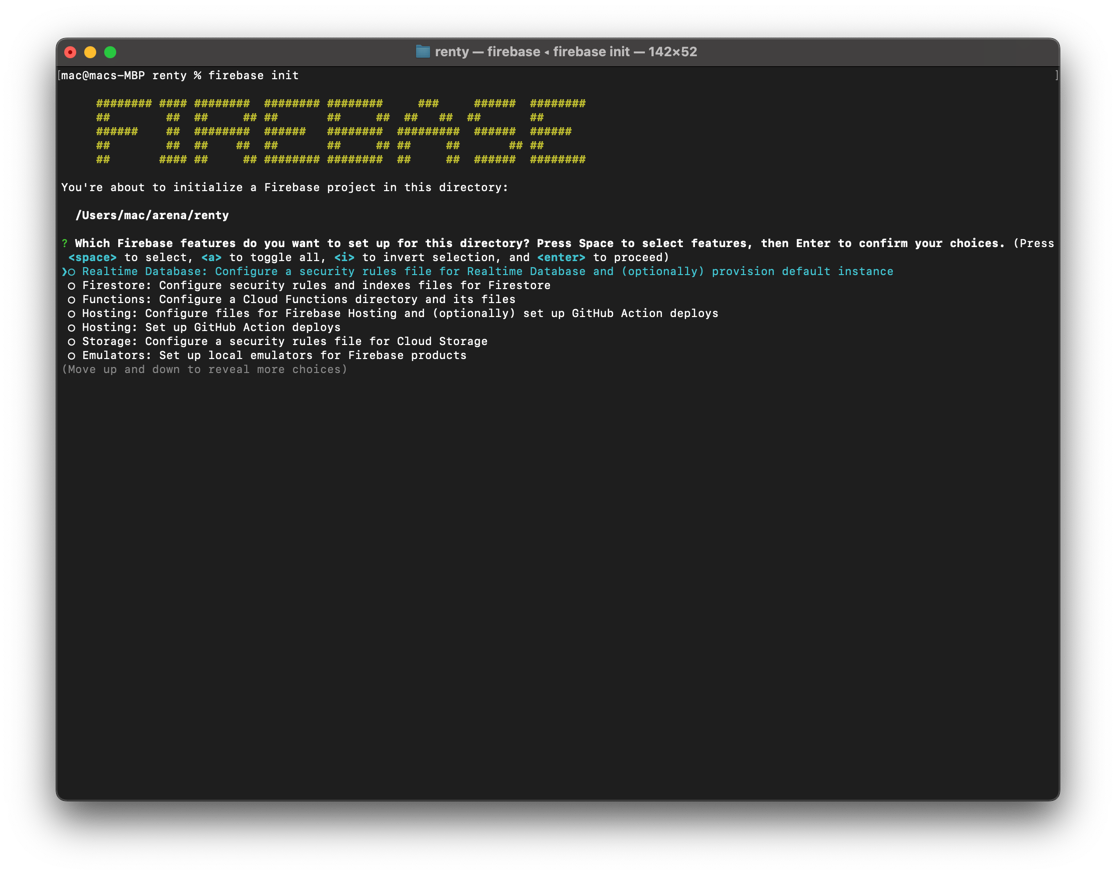 renty — firebase ◂ firebase init — 142×52
[mac@macs-MBP renty % firebase init ]
     ######## #### ########  ######## ########     ###     ######  ########
     ##        ##  ##     ## ##       ##     ##  ##   ##  ##       ##
     ######    ##  ########  ######   ########  #########  ######  ######
     ##        ##  ##    ##  ##       ##     ## ##     ##       ## ##
     ##       #### ##     ## ######## ########  ##     ##  ######  ########
You're about to initialize a Firebase project in this directory:
/Users/mac/arena/renty
? Which Firebase features do you want to set up for this directory? Press Space to select features, then Enter to confirm your choices. (Press
<space> to select, <a> to toggle all, <i> to invert selection, and <enter> to proceed)
❯◯ Realtime Database: Configure a security rules file for Realtime Database and (optionally) provision default instance
◯ Firestore: Configure security rules and indexes files for Firestore
◯ Functions: Configure a Cloud Functions directory and its files
◯ Hosting: Configure files for Firebase Hosting and (optionally) set up GitHub Action deploys
◯ Hosting: Set up GitHub Action deploys
◯ Storage: Configure a security rules file for Cloud Storage
◯ Emulators: Set up local emulators for Firebase products
(Move up and down to reveal more choices)